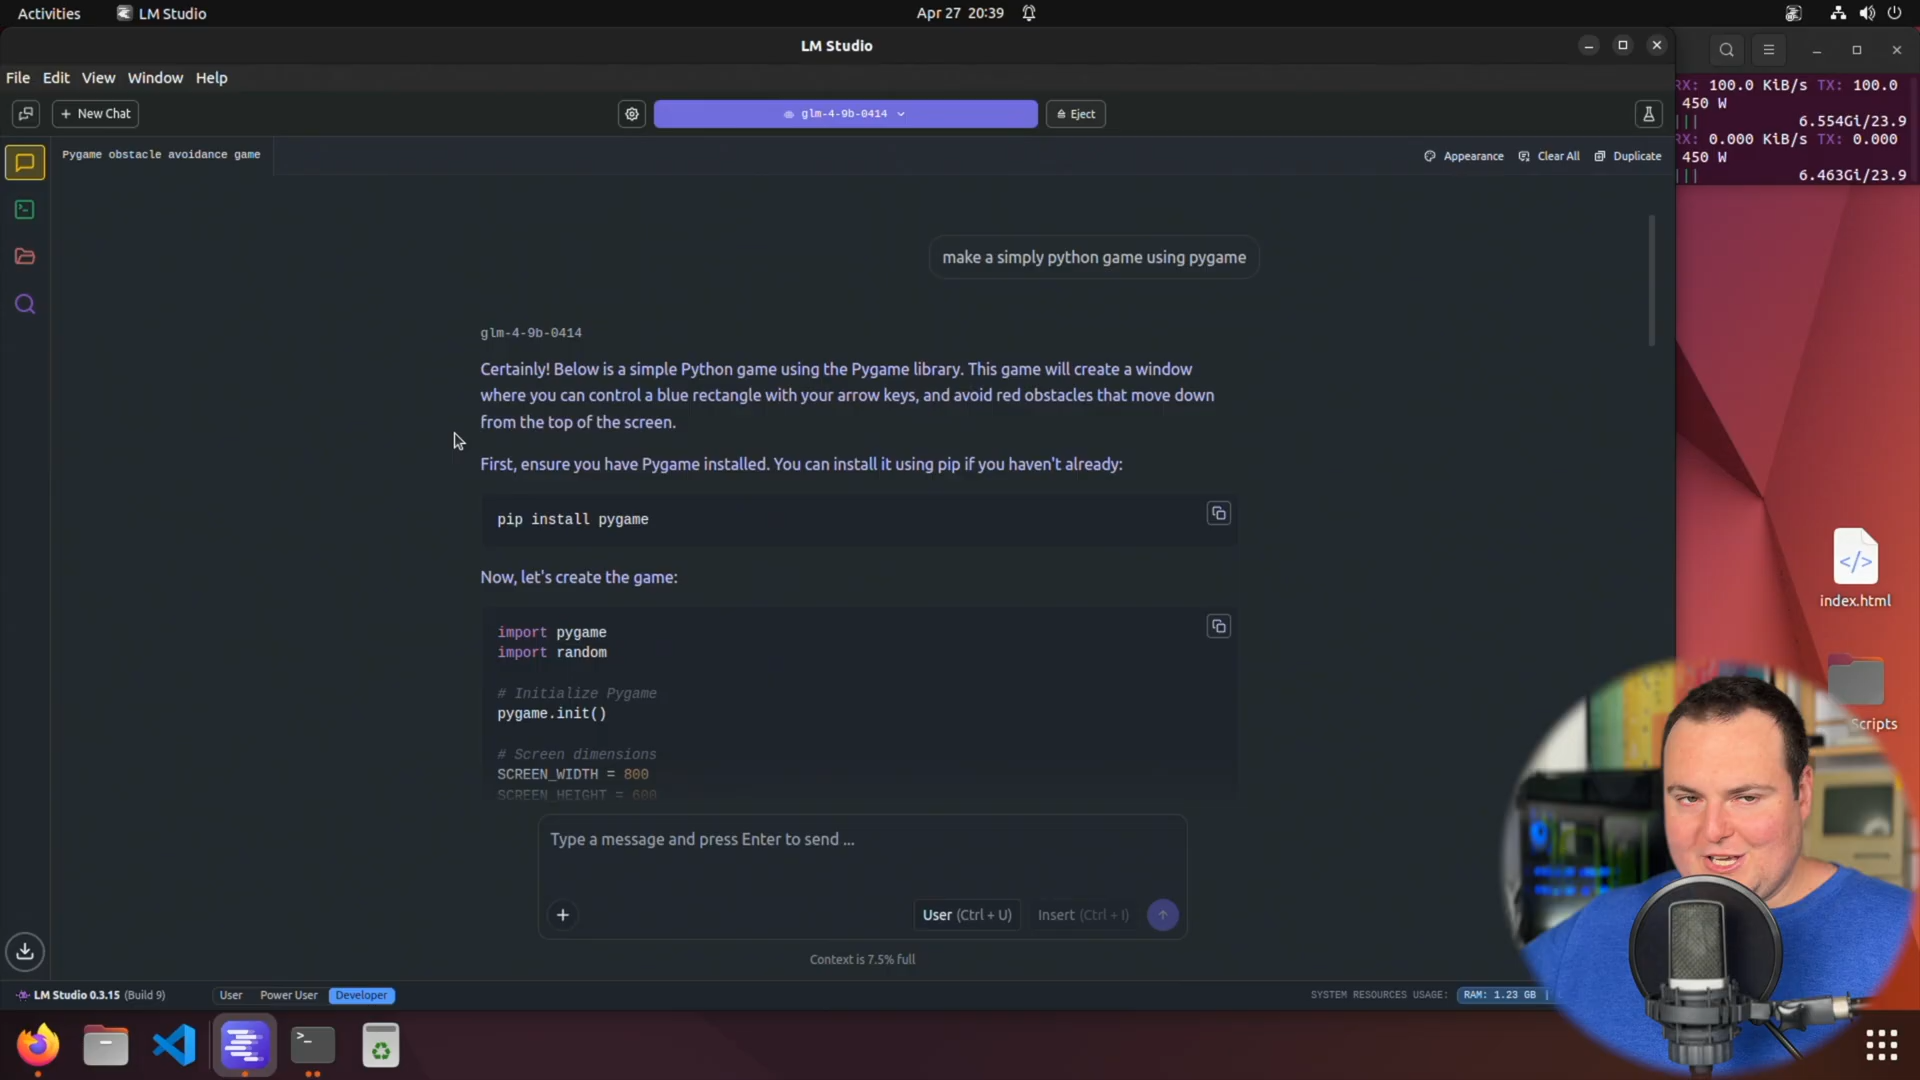 Activities
LM Studio
Apr 27 20:39
LM Studio
File Edit View Window Help
+ New Chat
glm-4-9b-0414
Eject
RX: 100.0 KiB/s TX: 100.0
450 W
||| 6.554Gi/23.9
RX: 0.000 KiB/s TX: 0.000
450 W
||| 6.463Gi/23.9
Pygame obstacle avoidance game
Appearance
Clear All
Duplicate
make a simply python game using pygame
glm-4-9b-0414
Certainly! Below is a simple Python game using the Pygame library. This game will create a window
where you can control a blue rectangle with your arrow keys, and avoid red obstacles that move down
from the top of the screen.
First, ensure you have Pygame installed. You can install it using pip if you haven't already:
pip install pygame
Now, let's create the game:
import pygame
import random
# Initialize Pygame
pygame.init()
# Screen dimensions
SCREEN_WIDTH = 800
SCREEN_HEIGHT = 600
</>
index.html
Scripts
Type a message and press Enter to send ...
User (Ctrl + U)
Insert (Ctrl + I)
Context is 7.5% full
LM Studio 0.3.15 (Build 9)
User
Power User
Developer
SYSTEM RESOURCES USAGE:
RAM: 1.23 GB |